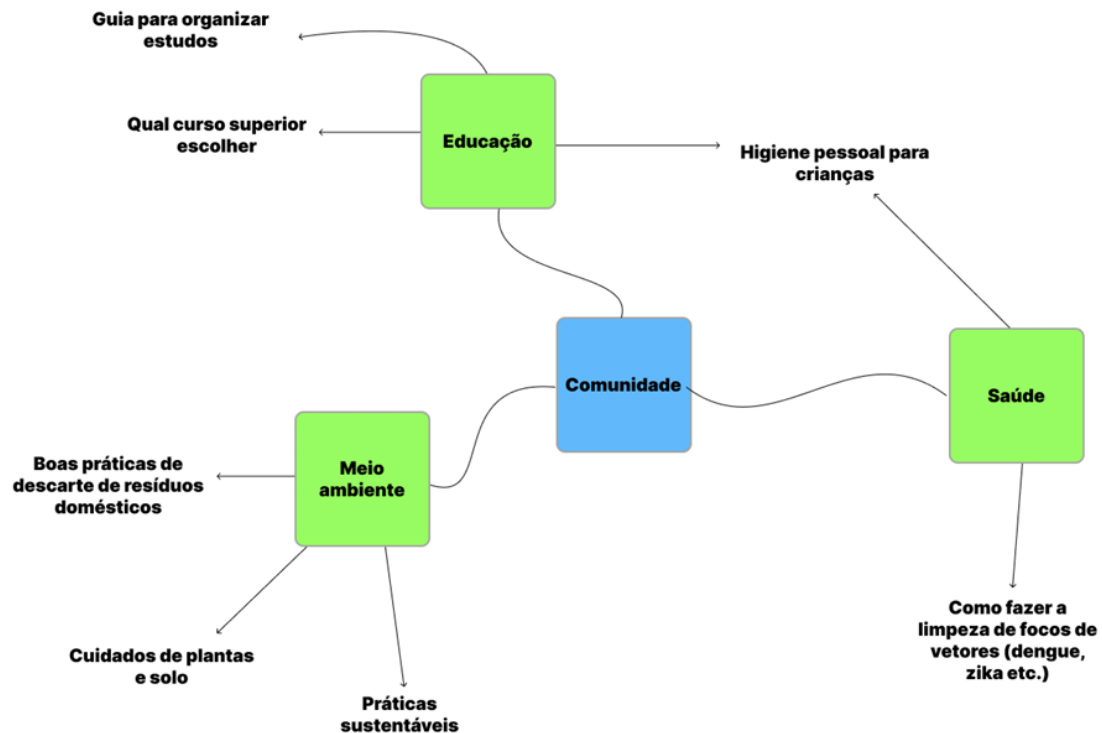 Guia para organizar
estudos
Qual curso superior
escolher
Educação
Higiene pessoal para
crianças
Comunidade
Saúde
Meio
ambiente
Boas práticas de
descarte de resíduos
domésticos
Cuidados de plantas
e solo
Práticas
sustentáveis
Como fazer a
limpeza de focos de
vetores (dengue,
zika etc.)